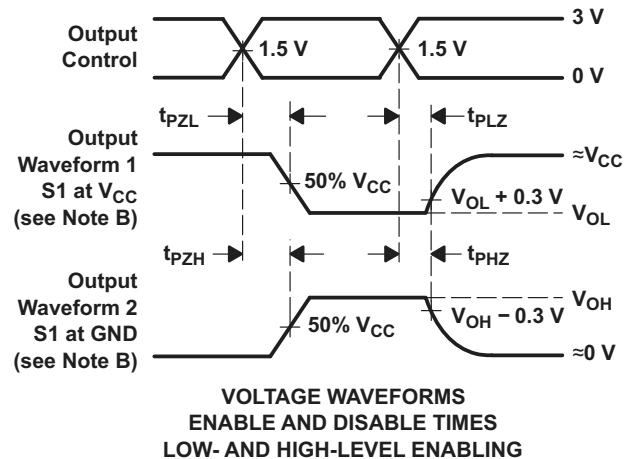 3 V
Output
Control
1.5 V
1.5 V
0 V
tPZL
tPLZ
Output
Waveform 1
S1 at VCC
(see Note B)
≈VCC
50% VCC
VOL + 0.3 V
VOL
tPZH
tPHZ
Output
Waveform 2
S1 at GND
(see Note B)
VOH
50% VCC
VOH − 0.3 V
≈0 V
VOLTAGE WAVEFORMS
ENABLE AND DISABLE TIMES
LOW- AND HIGH-LEVEL ENABLING